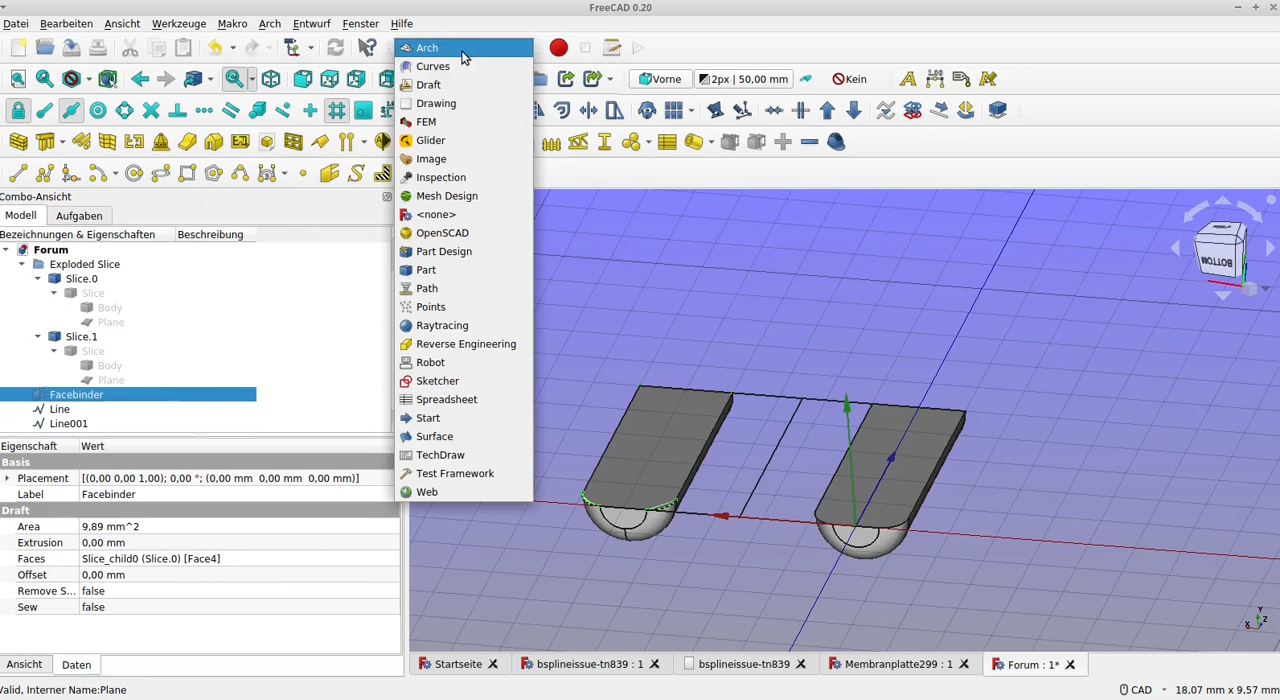 FreeCAD 0.20
Datei Bearbeiten Ansicht Werkzeuge Makro Arch Entwurf Fenster Hilfe
Vorne 2px | 50,00 mm Kein
Arch
Curves
Draft
Drawing
FEM
Glider
Image
Inspection
Mesh Design
<none>
OpenSCAD
Part Design
Part
Path
Points
Raytracing
Reverse Engineering
Robot
Sketcher
Spreadsheet
Start
Surface
TechDraw
Test Framework
Web
Combo-Ansicht
Modell Aufgaben
Bezeichnungen & Eigenschaften Beschreibung
Forum
Exploded Slice
Slice.0
Slice
Body
Plane
Slice.1
Slice
Body
Plane
Facebinder
Line
Line001
Eigenschaft Wert
Basis
Placement [(0,00 0,00 1,00); 0,00 °; (0,00 mm 0,00 mm 0,00 mm)]
Label Facebinder
Draft
Area 9,89 mm^2
Extrusion 0,00 mm
Faces Slice_child0 (Slice.0) [Face4]
Offset 0,00 mm
Remove S... false
Sew false
Ansicht Daten
BOTTOM
Y
X Z
Startseite bsplineissue-tn839 : 1 bsplineissue-tn839 Membranplatte299 : 1 Forum : 1*
Valid, Interner Name:Plane
CAD 18,07 mm x 9,57 mm